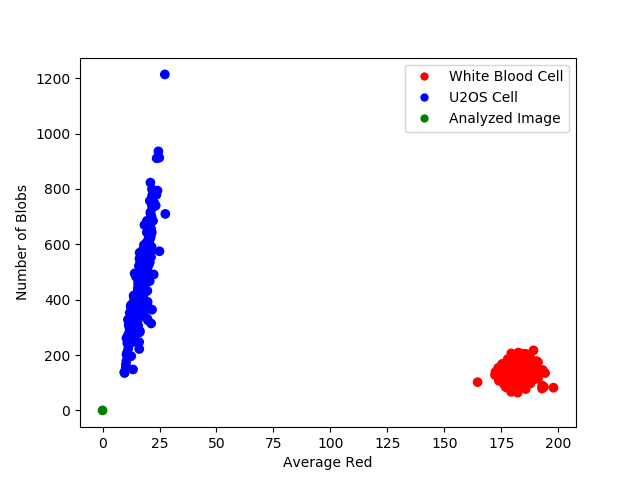 White Blood Cell
U2OS Cell
Analyzed Image
1200
1000
800
600
400
200
0
Number of Blobs
0 25 50 75 100 125 150 175 200
Average Red